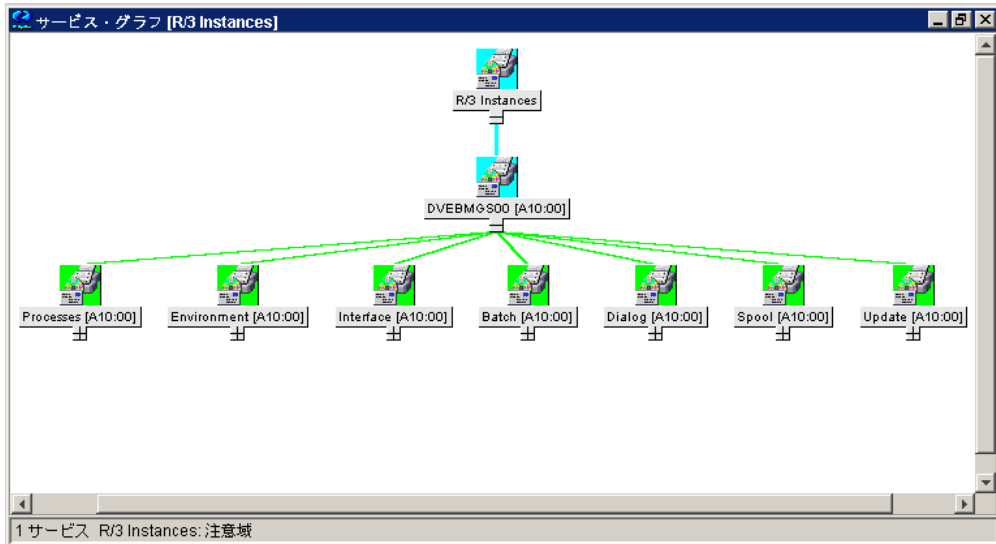 サービス・グラフ [R/3 Instances]
R/3 Instances
DVEBMGS00 [A10:00]
Processes [A10:00]
Environment [A10:00]
Interface [A10:00]
Batch [A10:00]
Dialog [A10:00]
Spool [A10:00]
Update [A10:00]
1 サービス R/3 Instances: 注意域